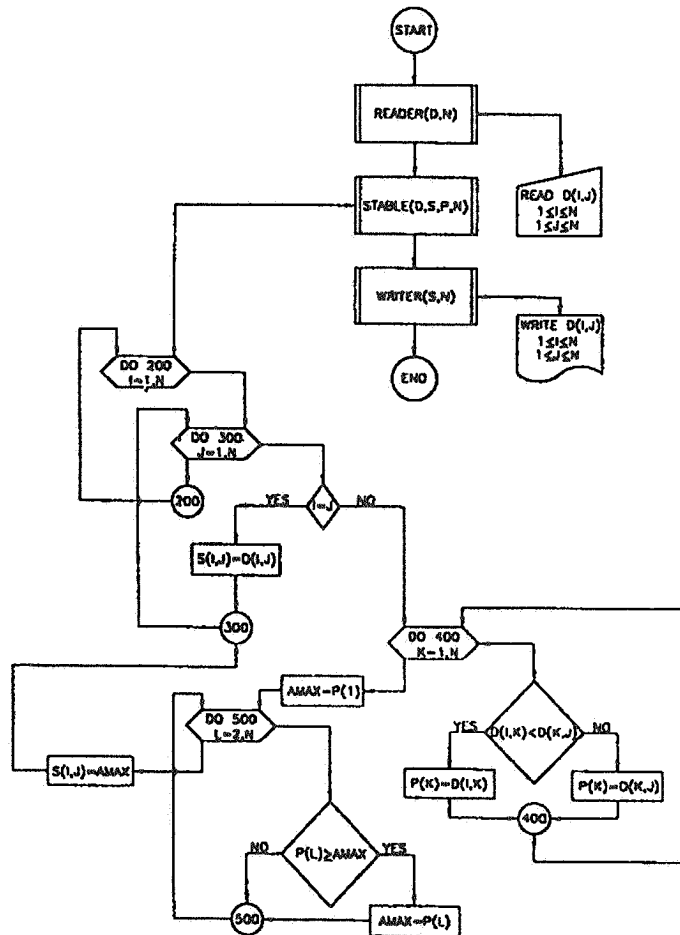 START
READER(D,N)
READ D(I,J)
1≤I≤N
1≤J≤N
STABLE(D,S,P,N)
WRITER(S,N)
WRITE D(I,J)
1≤I≤N
1≤J≤N
END
DO 200
I=1,N
DO 300
J=1,N
200
YES
I=J
NO
S(I,J)=D(I,J)
300
DO 400
K=1,N
AMAX=P(1)
DO 500
L=2,N
YES
D(I,K)<D(K,J)
NO
S(I,J)=AMAX
P(K)=D(I,K)
P(K)=D(K,J)
400
NO
P(L)≥AMAX
YES
500
AMAX=P(L)